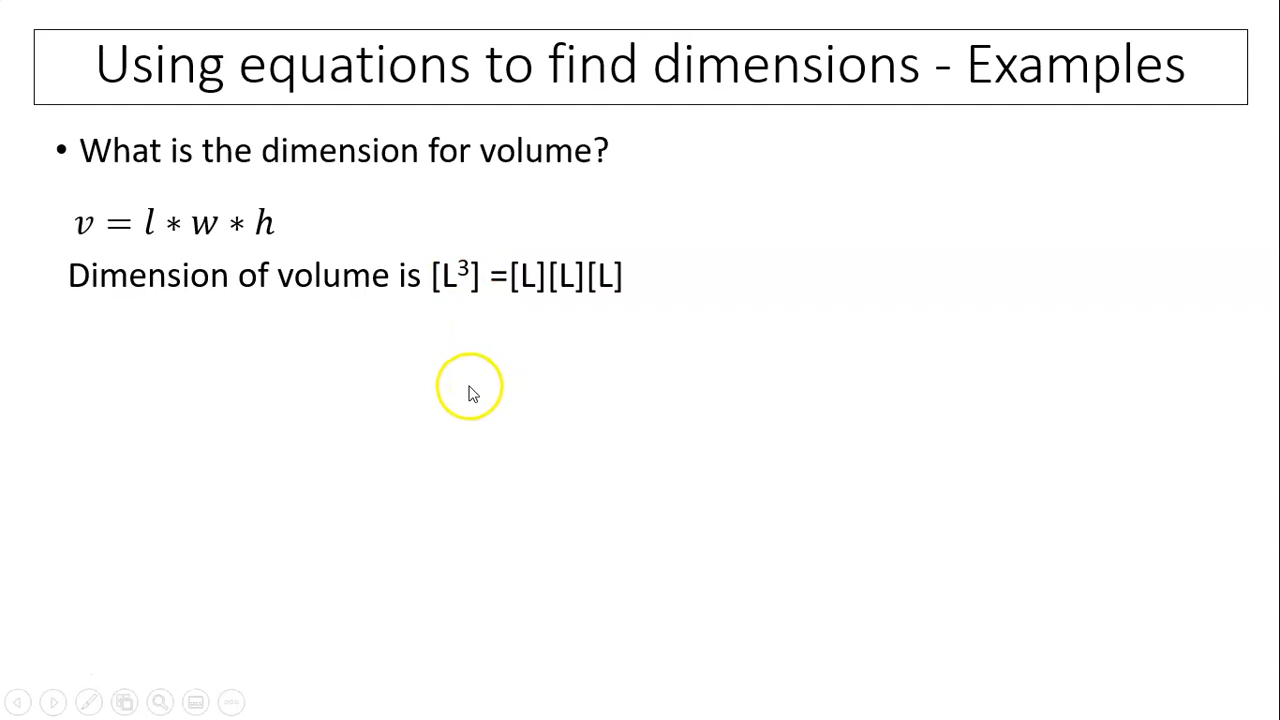 Using equations to find dimensions - Examples
• What is the dimension for volume?
𝑣 = 𝑙 ∗ 𝑤 ∗ ℎ
Dimension of volume is [L³] =[L][L][L]